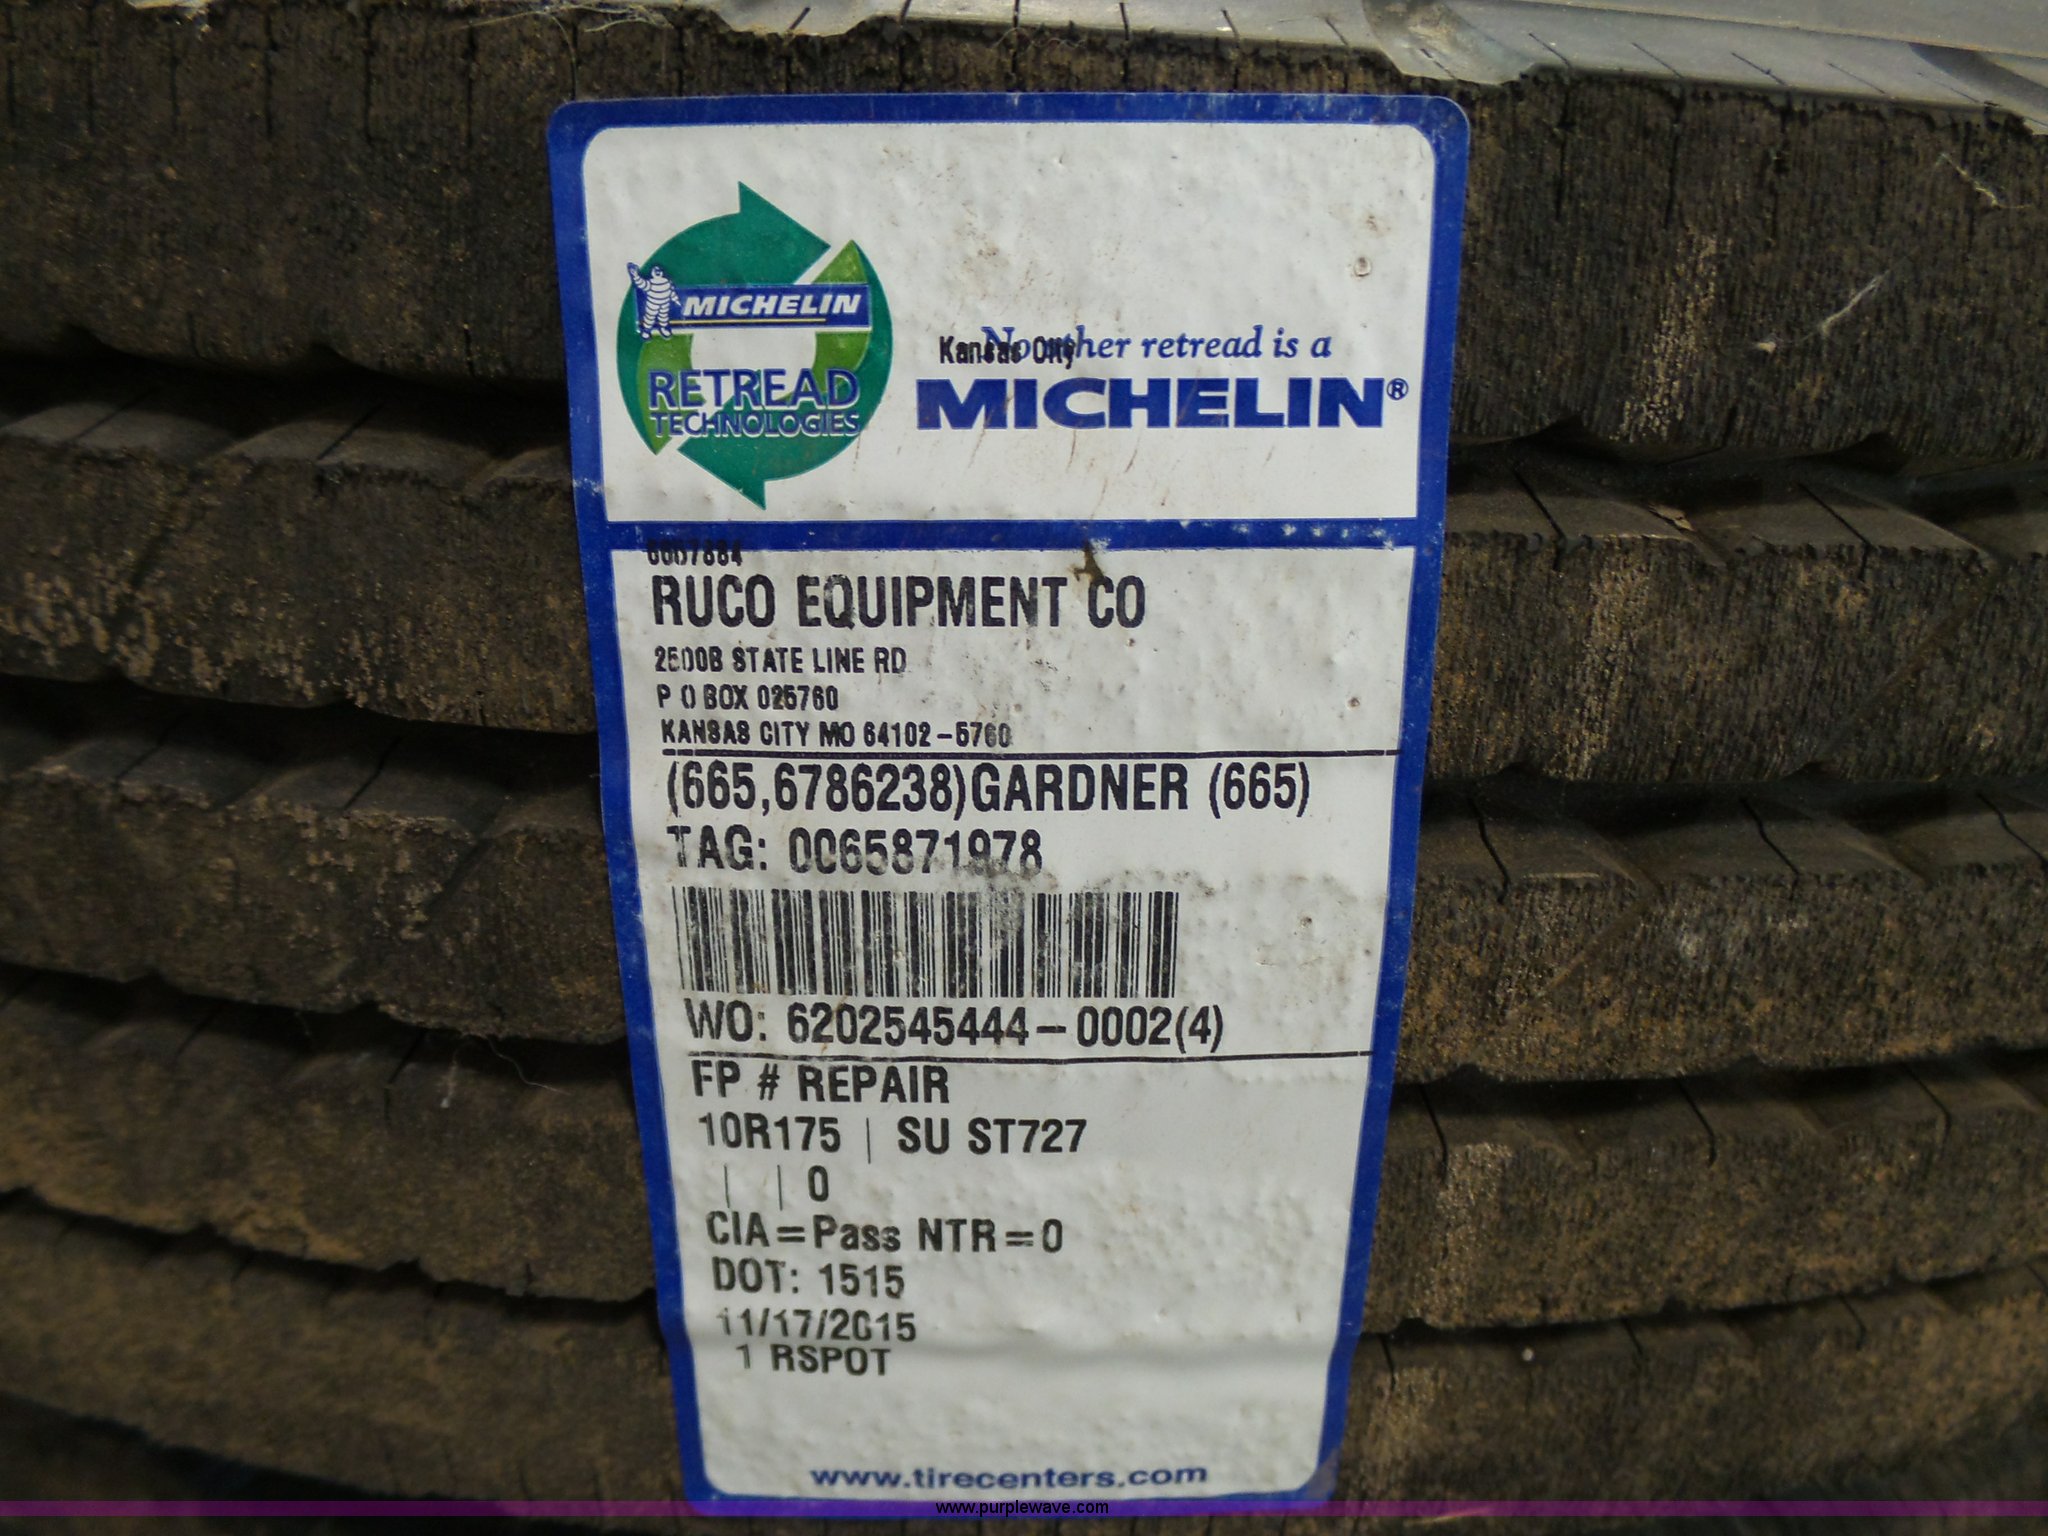 MICHELIN
RETREAD
TECHNOLOGIES
Kansas City
No other retread is a
MICHELIN®
RUCO EQUIPMENT CO
2500B STATE LINE RD
P O BOX 025760
KANSAS CITY MO 64102-5760
(665,6786238)GARDNER (665)
TAG: 0065871978
WO: 6202545444-0002(4)
FP # REPAIR
10R175 | SU ST727
| | 0
CIA=Pass NTR=0
DOT: 1515
11/17/2015
1 RSPOT
www.tirecenters.com
www.purplewave.com